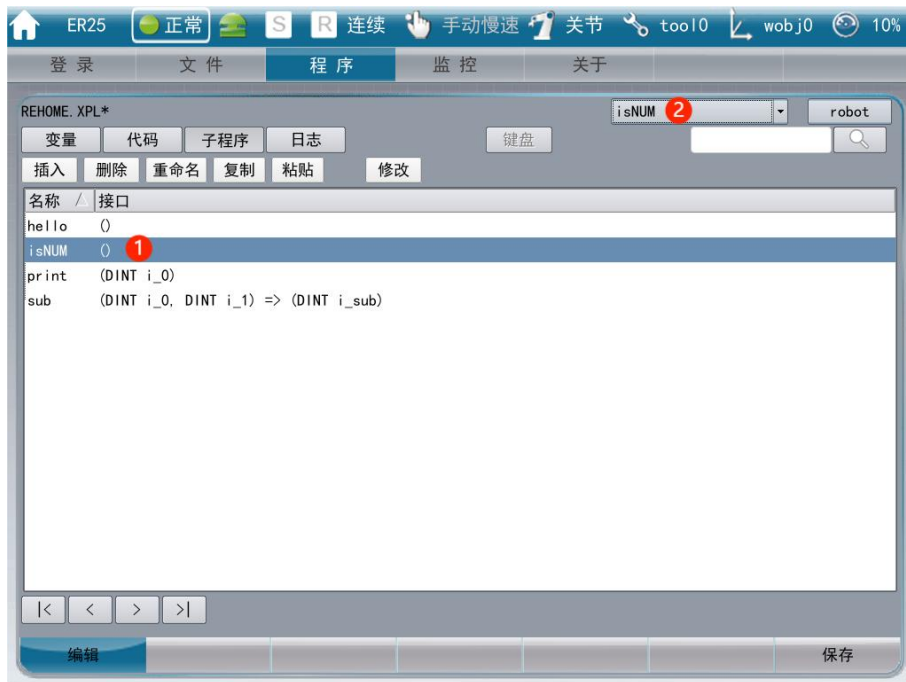 ER25 正常 S R 连续 手动慢速 关节 tool0 wobj0 10%
登录 文件 程序 监控 关于
REHOME.XPL* isNUM 2 robot
变量 代码 子程序 日志 键盘
插入 删除 重命名 复制 粘贴 修改
名称 接口
hello ()
isNUM () 1
print (DINT i_0)
sub (DINT i_0, DINT i_1) => (DINT i_sub)
|< < > >|
编辑 保存